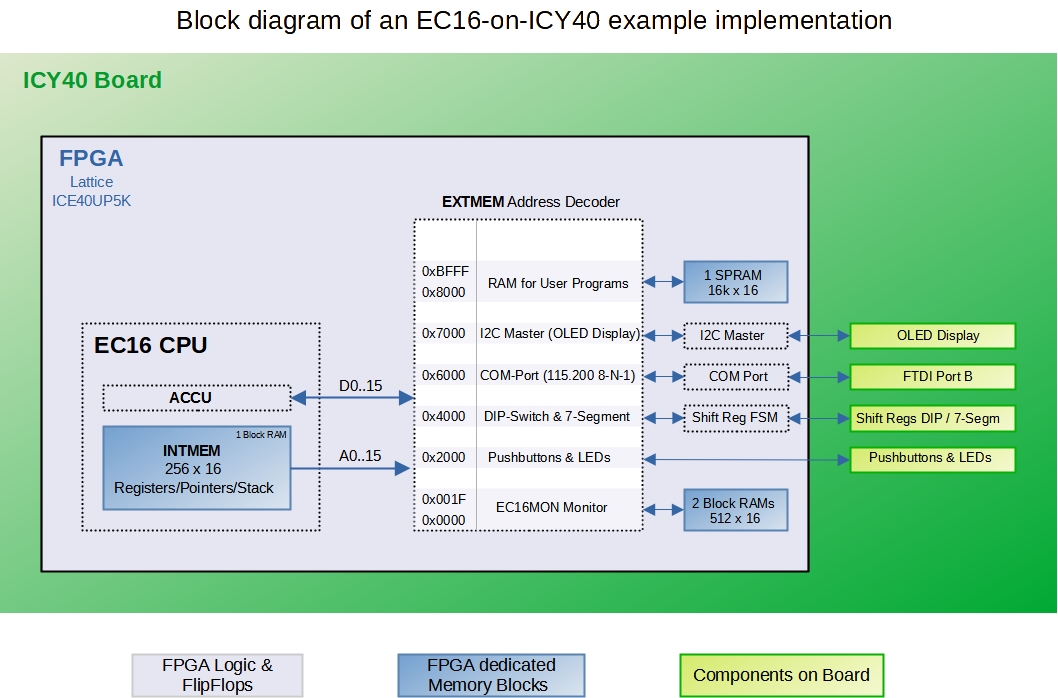 Block diagram of an EC16-on-ICY40 example implementation
ICY40 Board
FPGA
Lattice
ICE40UP5K
EXTMEM Address Decoder
0xBFFF
0x8000
RAM for User Programs
1 SPRAM
16k x 16
0x7000
I2C Master (OLED Display)
I2C Master
OLED Display
EC16 CPU
0x6000
COM-Port (115.200 8-N-1)
COM Port
FTDI Port B
ACCU
D0..15
0x4000
DIP-Switch & 7-Segment
Shift Reg FSM
Shift Regs DIP / 7-Segm
1 Block RAM
INTMEM
256 x 16
Registers/Pointers/Stack
A0..15
0x2000
Pushbuttons & LEDs
Pushbuttons & LEDs
0x001F
0x0000
EC16MON Monitor
2 Block RAMs
512 x 16
FPGA Logic &
FlipFlops
FPGA dedicated
Memory Blocks
Components on Board